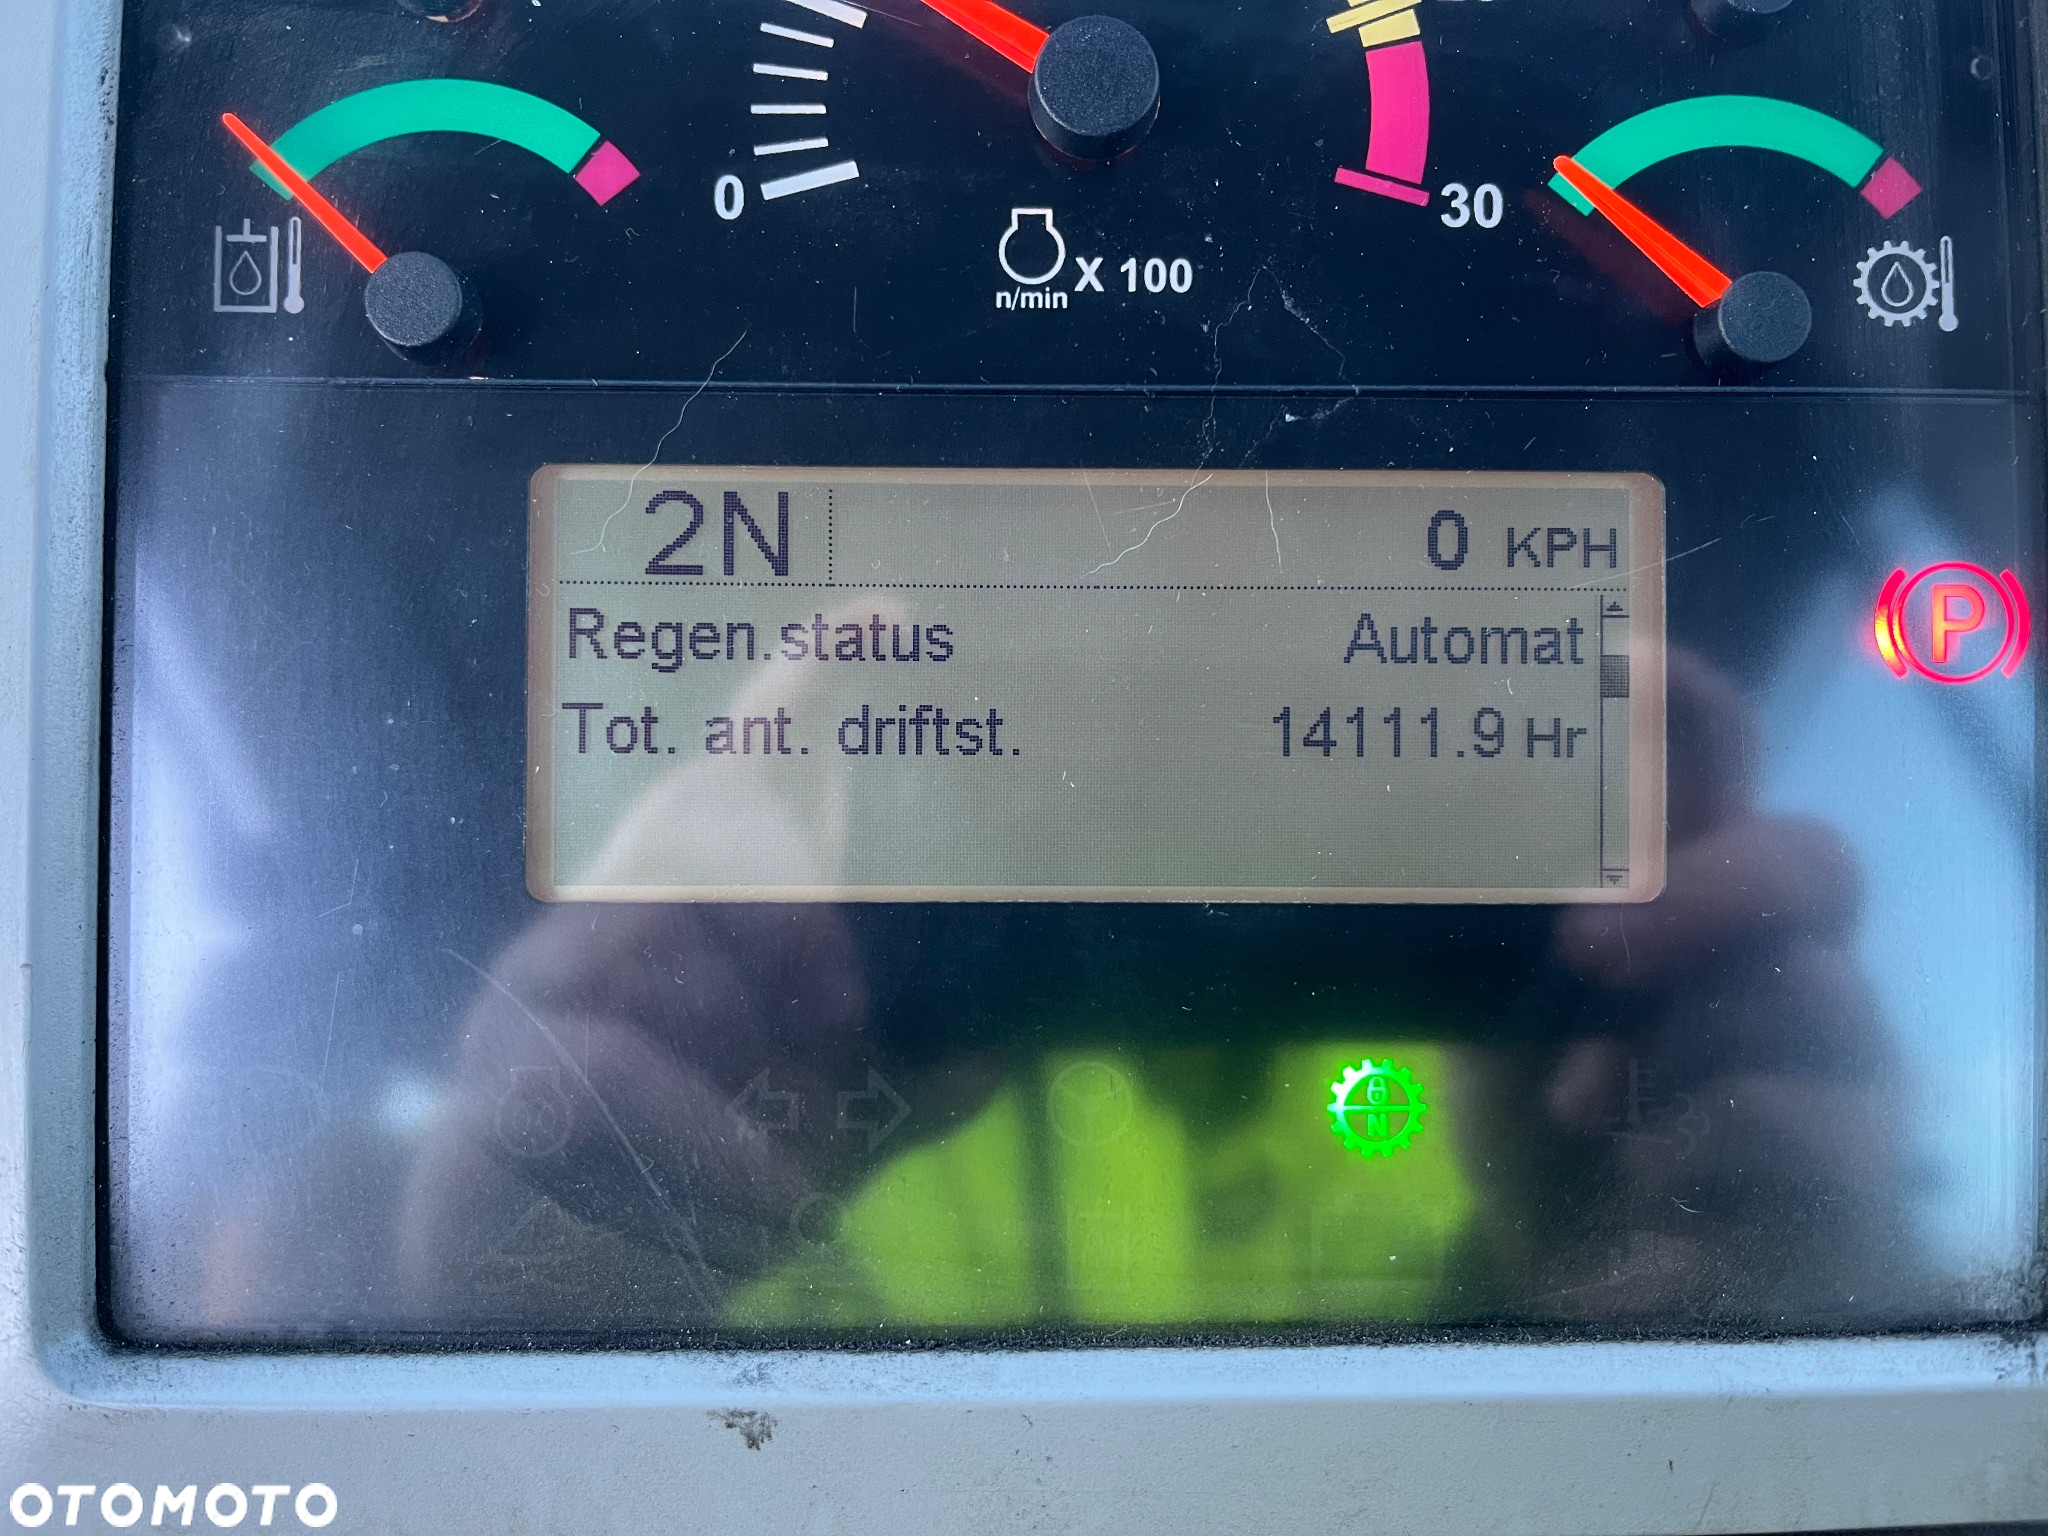 0
30
n/min X 100
2N 0 KPH
Regen.status Automat
Tot. ant. driftst. 14111.9 Hr
P
N
OTOMOTO